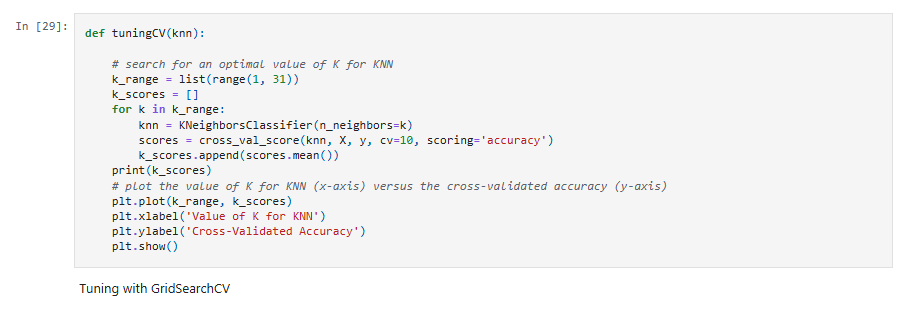 In [29]:
def tuningCV(knn):
    # search for an optimal value of K for KNN
    k_range = list(range(1, 31))
    k_scores = []
    for k in k_range:
        knn = KNeighborsClassifier(n_neighbors=k)
        scores = cross_val_score(knn, X, y, cv=10, scoring='accuracy')
        k_scores.append(scores.mean())
    print(k_scores)
    # plot the value of K for KNN (x-axis) versus the cross-validated accuracy (y-axis)
    plt.plot(k_range, k_scores)
    plt.xlabel('Value of K for KNN')
    plt.ylabel('Cross-Validated Accuracy')
    plt.show()
Tuning with GridSearchCV